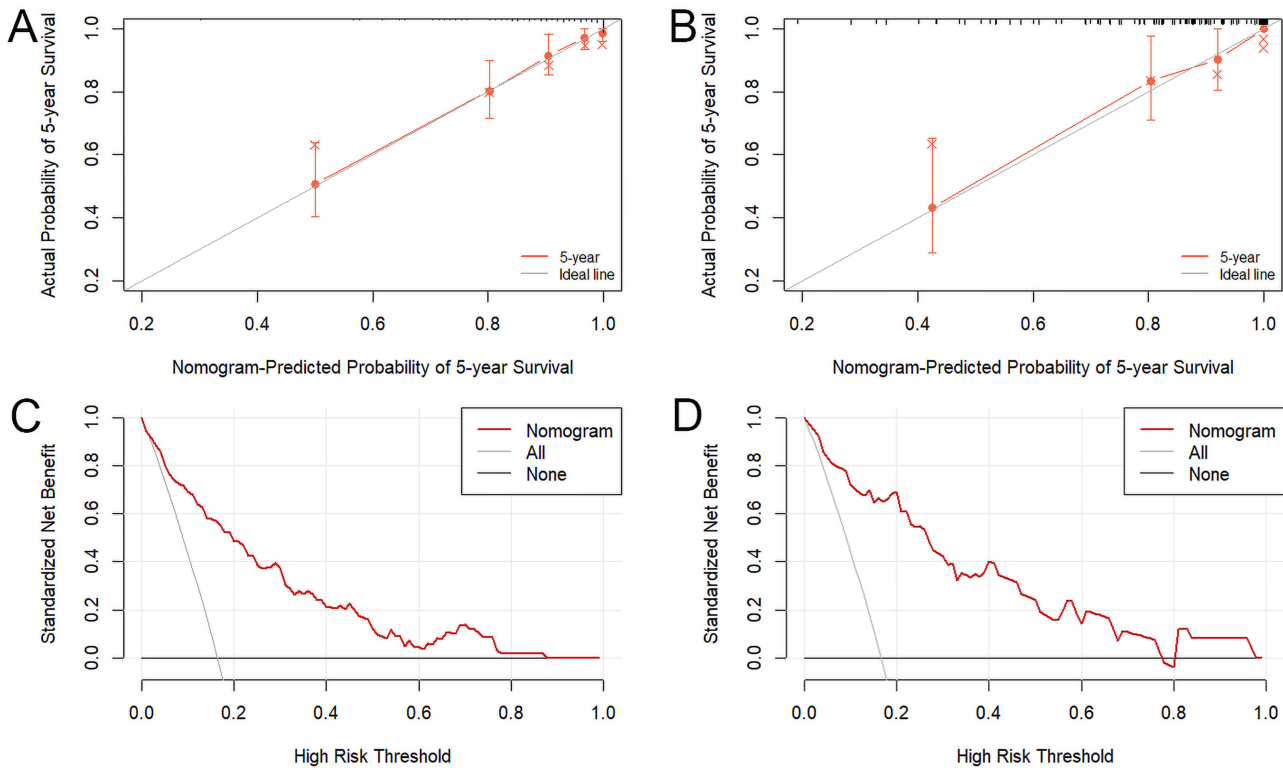 A
Actual Probability of 5-year Survival
1.0
0.8
0.6
0.4
0.2
5-year
Ideal line
0.2 0.4 0.6 0.8 1.0
Nomogram-Predicted Probability of 5-year Survival
B
Actual Probability of 5-year Survival
1.0
0.8
0.6
0.4
0.2
5-year
Ideal line
0.2 0.4 0.6 0.8 1.0
Nomogram-Predicted Probability of 5-year Survival
C
Standardized Net Benefit
1.0
0.8
0.6
0.4
0.2
0.0
Nomogram
All
None
0.0 0.2 0.4 0.6 0.8 1.0
High Risk Threshold
D
Standardized Net Benefit
1.0
0.8
0.6
0.4
0.2
0.0
Nomogram
All
None
0.0 0.2 0.4 0.6 0.8 1.0
High Risk Threshold